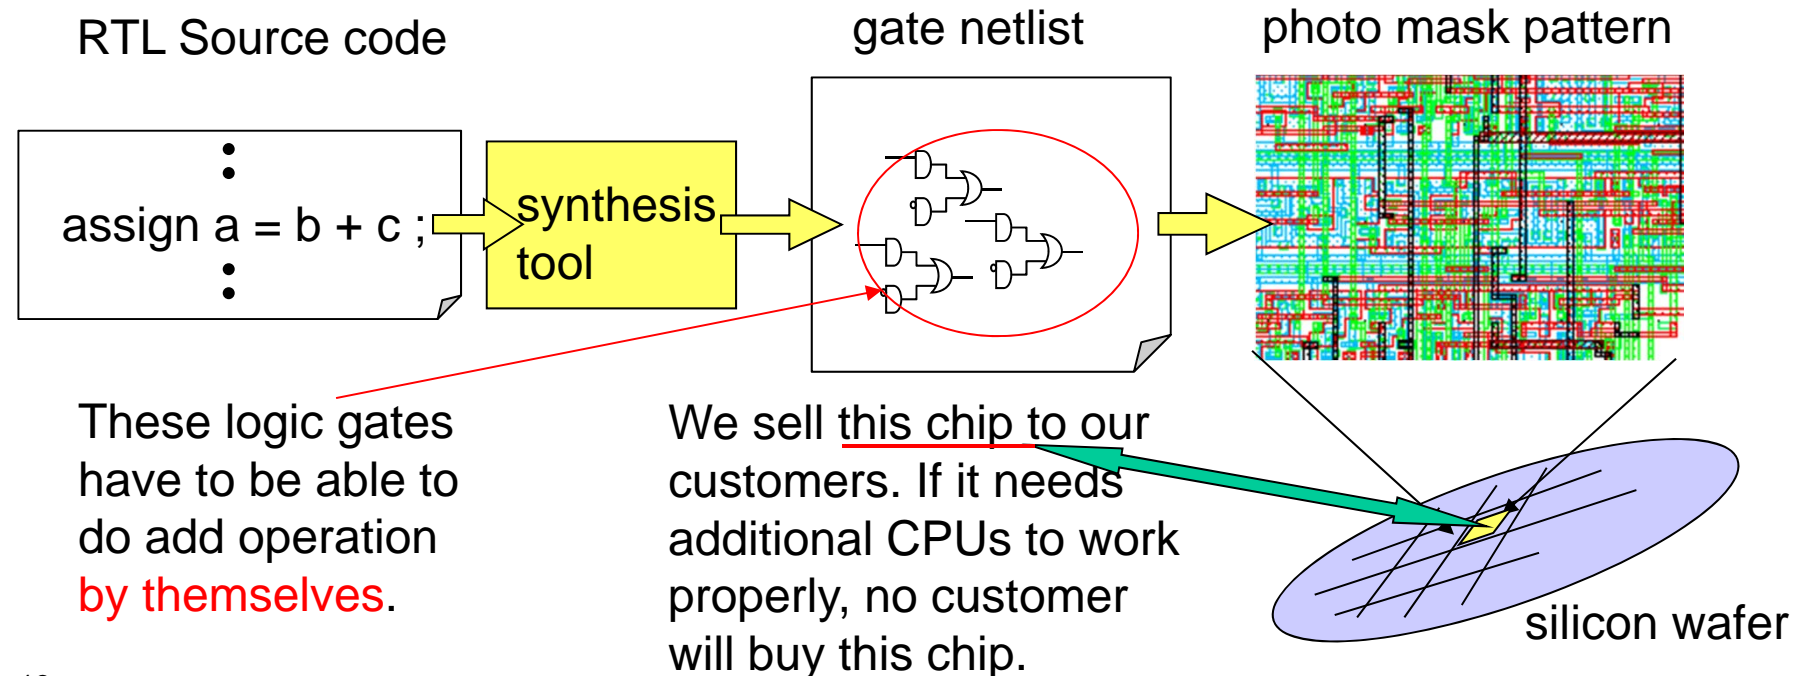 RTL Source code
gate netlist
photo mask pattern
assign a = b + c ;
synthesis
tool
These logic gates
have to be able to
do add operation
by themselves.
We sell this chip to our
customers. If it needs
additional CPUs to work
properly, no customer
will buy this chip.
silicon wafer